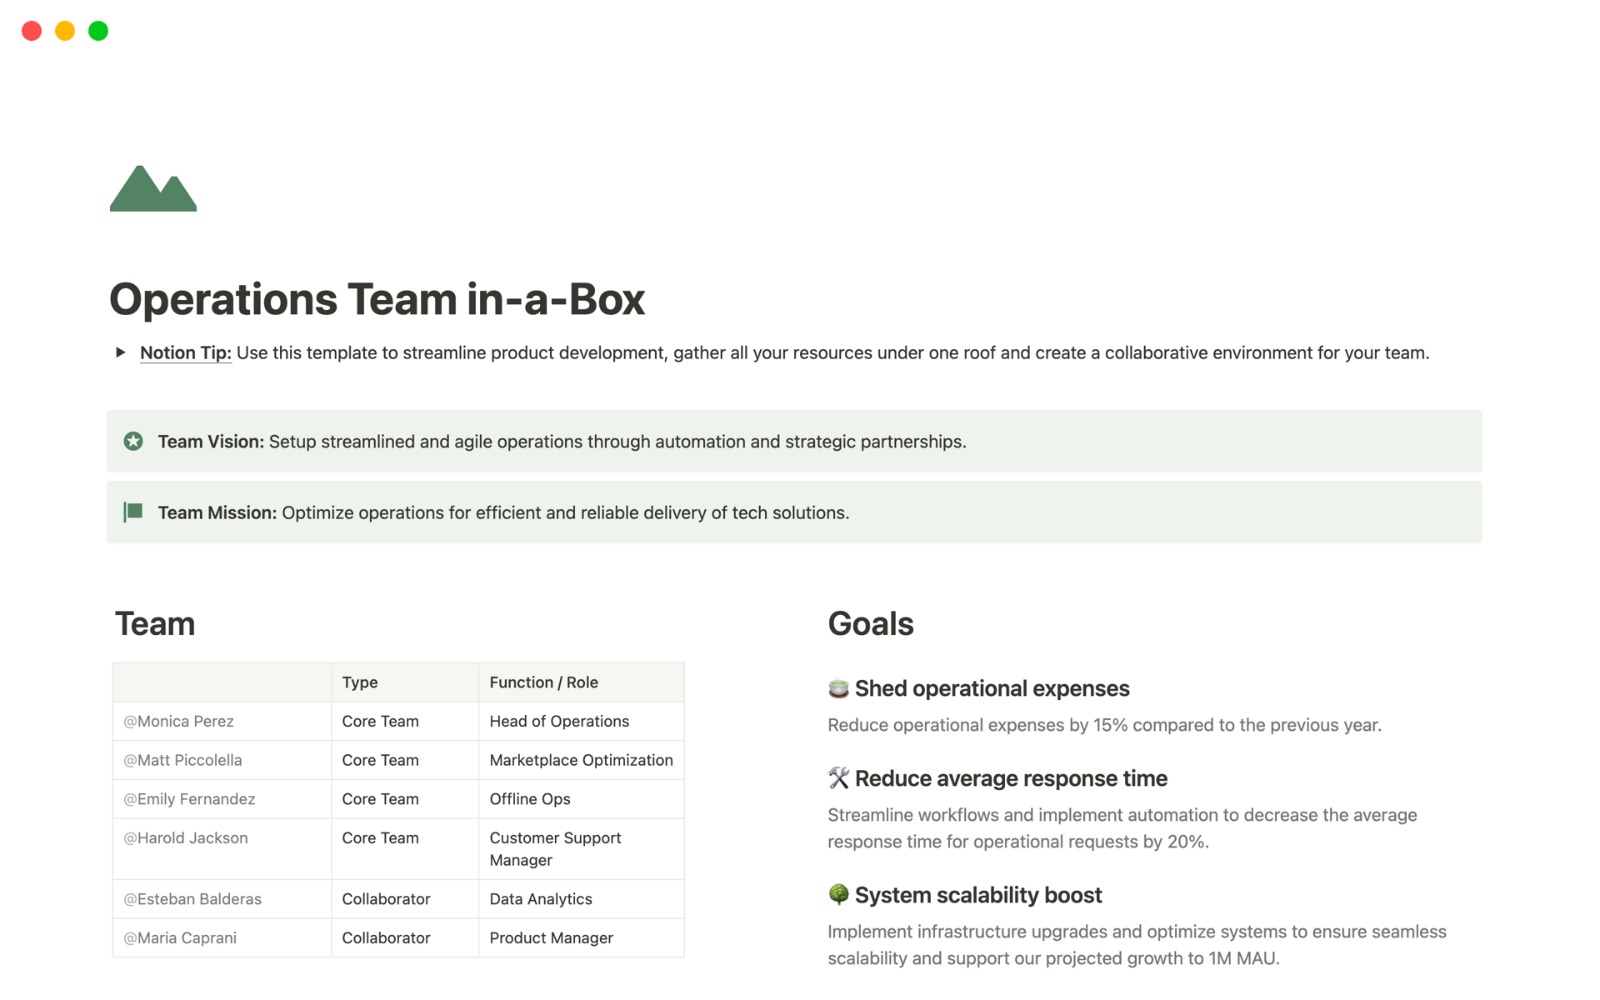 Operations Team in-a-Box
Notion Tip: Use this template to streamline product development, gather all your resources under one roof and create a collaborative environment for your team.
Team Vision: Setup streamlined and agile operations through automation and strategic partnerships.
Team Mission: Optimize operations for efficient and reliable delivery of tech solutions.
Team
Type Function / Role
@Monica Perez Core Team Head of Operations
@Matt Piccolella Core Team Marketplace Optimization
@Emily Fernandez Core Team Offline Ops
@Harold Jackson Core Team Customer Support
Manager
@Esteban Balderas Collaborator Data Analytics
@Maria Caprani Collaborator Product Manager
Goals
🍵 Shed operational expenses
Reduce operational expenses by 15% compared to the previous year.
🛠 Reduce average response time
Streamline workflows and implement automation to decrease the average
response time for operational requests by 20%.
🌳 System scalability boost
Implement infrastructure upgrades and optimize systems to ensure seamless
scalability and support our projected growth to 1M MAU.